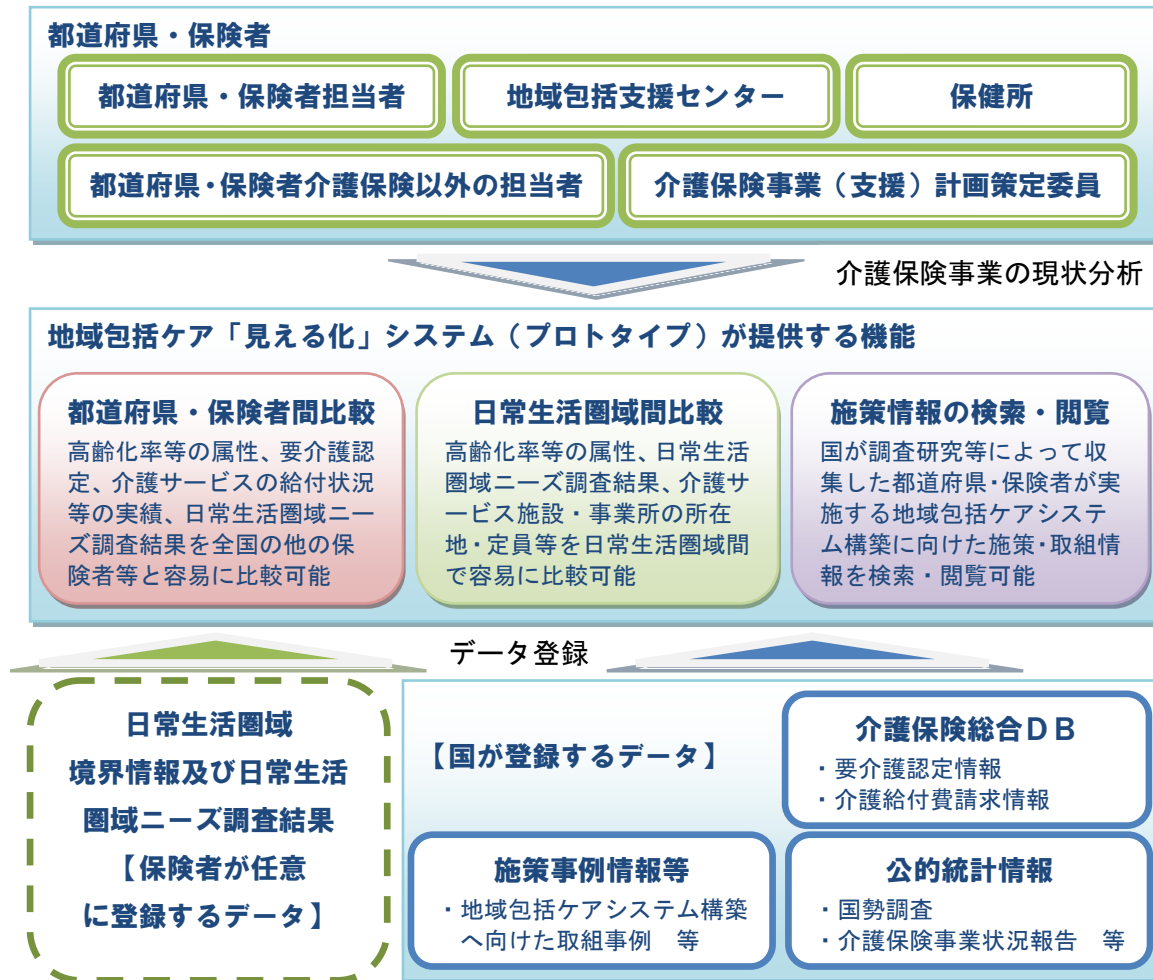 都道府県・保険者
都道府県・保険者担当者
地域包括支援センター
保健所
都道府県・保険者介護保険以外の担当者
介護保険事業（支援）計画策定委員
介護保険事業の現状分析
地域包括ケア「見える化」システム（プロトタイプ）が提供する機能
都道府県・保険者間比較
高齢化率等の属性、要介護認
定、介護サービスの給付状況
等の実績、日常生活圏域ニー
ズ調査結果を全国の他の保
険者等と容易に比較可能
日常生活圏域間比較
高齢化率等の属性、日常生活
圏域ニーズ調査結果、介護サ
ービス施設・事業所の所在
地・定員等を日常生活圏域間
で容易に比較可能
施策情報の検索・閲覧
国が調査研究等によって収
集した都道府県・保険者が実
施する地域包括ケアシステ
ム構築に向けた施策・取組情
報を検索・閲覧可能
データ登録
日常生活圏域
境界情報及び日常生活
圏域ニーズ調査結果
【保険者が任意
に登録するデータ】
【国が登録するデータ】
介護保険総合ＤＢ
・要介護認定情報
・介護給付費請求情報
施策事例情報等
・地域包括ケアシステム構築
へ向けた取組事例　等
公的統計情報
・国勢調査
・介護保険事業状況報告　等